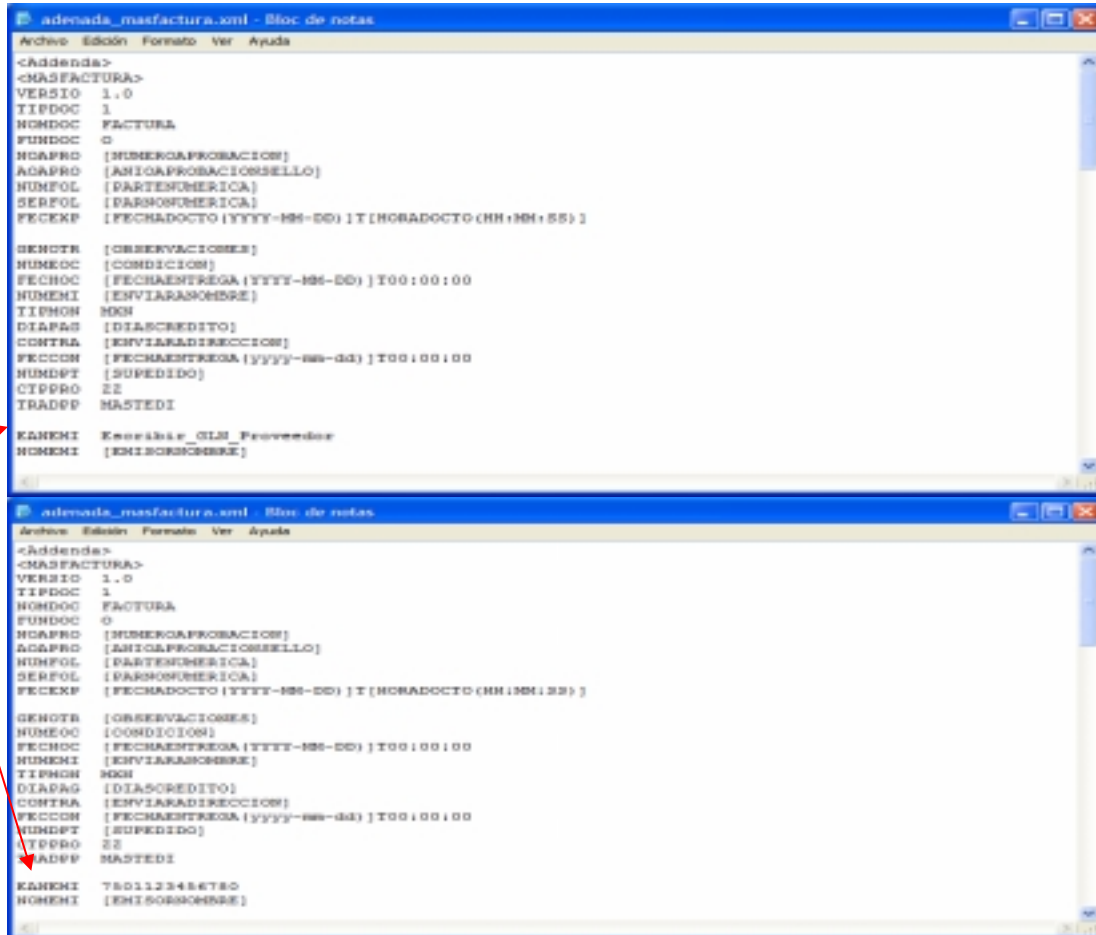 adenada_masfactura.xml - Bloc de notas
Archivo Edición Formato Ver Ayuda
<Addenda>
<MASFACTURA>
VERSIO 1.0
TIPDOC 1
NOMDOC FACTURA
FUNDOC O
NOAPRO [NUMEROAPROBACION]
AOAPRO [ANIOAPROBACIONSELLO]
NUMFOL [PARTENUMERICA]
SERFOL [PARNONUMERICA]
FECEXP [FECHADOCTO(YYYY-MM-DD)]T[HORADOCTO(HH:MM:SS)]
GENOTR [OBSERVACIONES]
NUMEOC [CONDICION]
FECHOC [FECHAENTREGA(YYYY-MM-DD)]T00:00:00
NUMEMI [ENVIARANOMBRE]
TIPMON MXN
DIAPAG [DIASCREDITO]
CONTRA [ENVIARADIRECCION]
FECCON [FECHAENTREGA(yyyy-mm-dd)]T00:00:00
NUMDPT [SUPEDIDO]
CTPPRO ZZ
TRADPP MASTEDI
EANEMI Escribir_GLN_Proveedor
NOMEMI [EMISORNOMBRE]
adenada_masfactura.xml - Bloc de notas
Archivo Edición Formato Ver Ayuda
<Addenda>
<MASFACTURA>
VERSIO 1.0
TIPDOC 1
NOMDOC FACTURA
FUNDOC O
NOAPRO [NUMEROAPROBACION]
AOAPRO [ANIOAPROBACIONSELLO]
NUMFOL [PARTENUMERICA]
SERFOL [PARNONUMERICA]
FECEXP [FECHADOCTO(YYYY-MM-DD)]T[HORADOCTO(HH:MM:SS)]
GENOTR [OBSERVACIONES]
NUMEOC [CONDICION]
FECHOC [FECHAENTREGA(YYYY-MM-DD)]T00:00:00
NUMEMI [ENVIARANOMBRE]
TIPMON MXN
DIAPAG [DIASCREDITO]
CONTRA [ENVIARADIRECCION]
FECCON [FECHAENTREGA(yyyy-mm-dd)]T00:00:00
NUMDPT [SUPEDIDO]
CTPPRO ZZ
TRADPP MASTEDI
EANEMI 7501123456780
NOMEMI [EMISORNOMBRE]